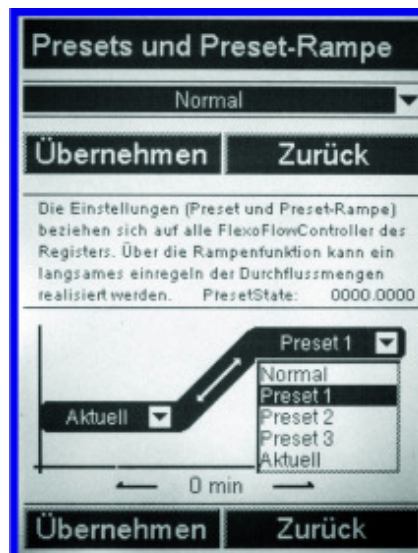 Presets und Preset-Rampe
Normal
Übernehmen Zurück
Die Einstellungen (Preset und Preset-Rampe)
beziehen sich auf alle FlexoFlowController des
Registers. Über die Rampenfunktion kann ein
langsames einregeln der Durchflussmengen
realisiert werden. PresetState: 0000.0000
Preset 1
Normal
Preset 1
Aktuell
Preset 2
Preset 3
Aktuell
0 min
Übernehmen Zurück